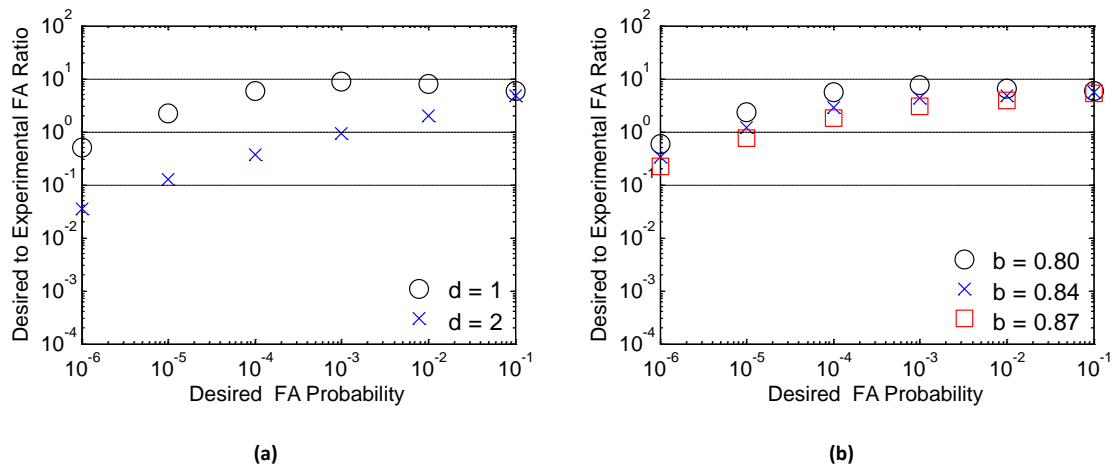 10^2
10^1
10^0
10^-1
10^-2
10^-3
10^-4
Desired to Experimental FA Ratio
d = 1
d = 2
10^-6 10^-5 10^-4 10^-3 10^-2 10^-1
Desired FA Probability
(a)
10^2
10^1
10^0
10^-1
10^-2
10^-3
10^-4
Desired to Experimental FA Ratio
b = 0.80
b = 0.84
b = 0.87
10^-6 10^-5 10^-4 10^-3 10^-2 10^-1
Desired FA Probability
(b)